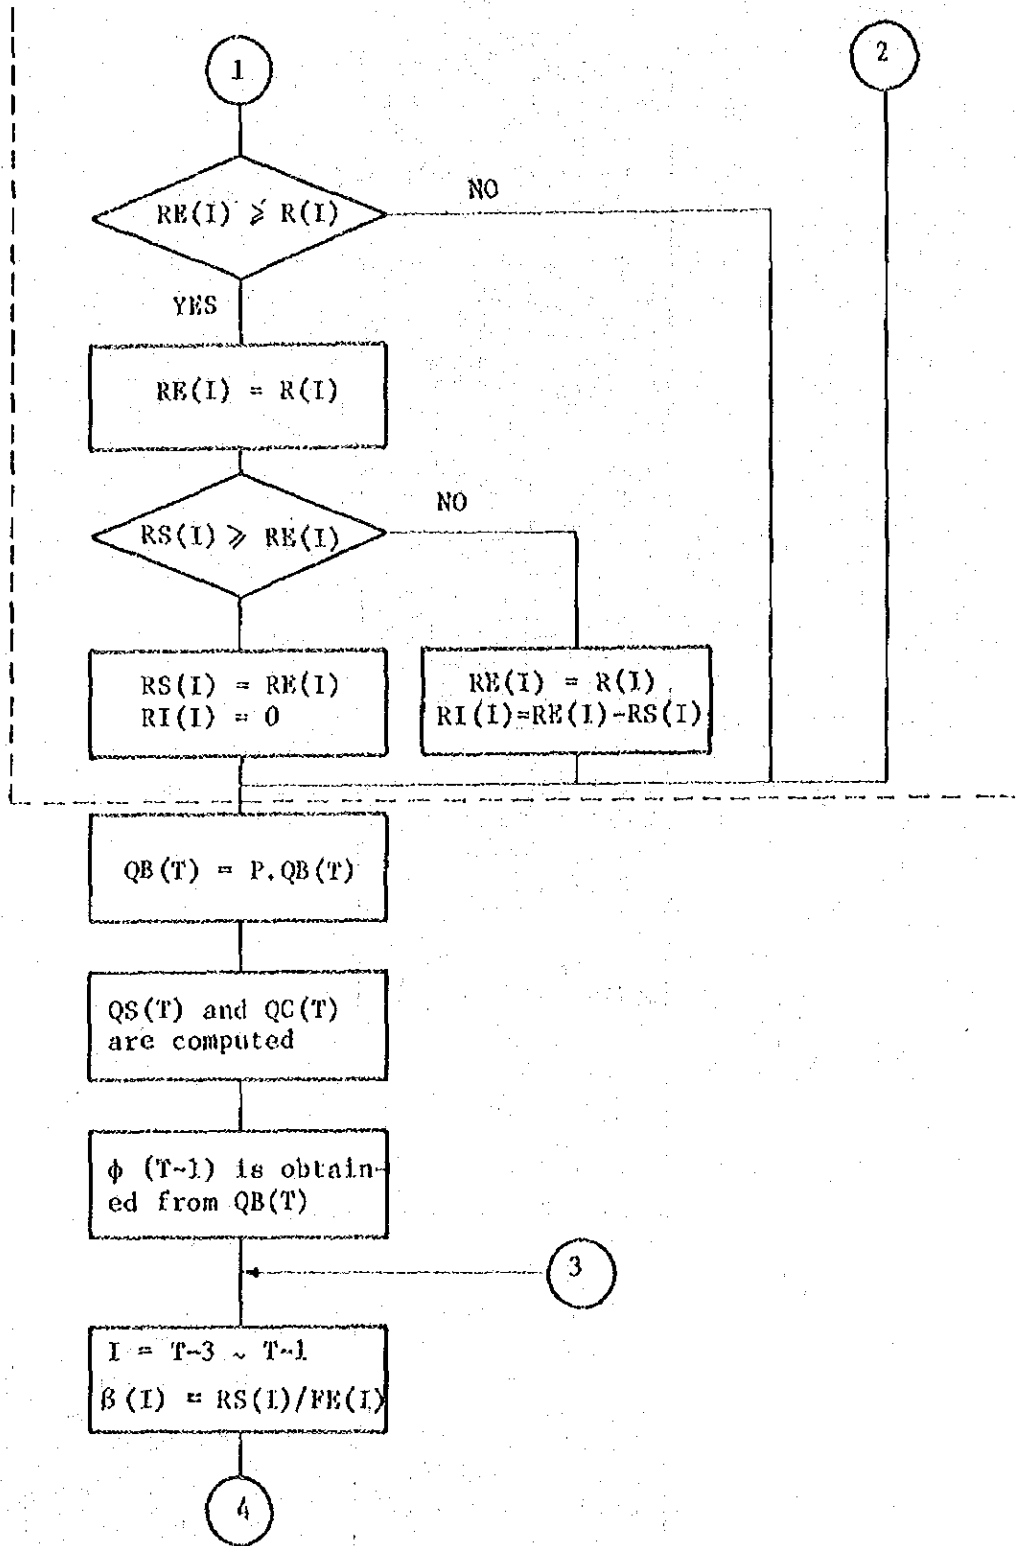 1
2
RE(I) ⩾ R(I)
NO
YES
RE(I) = R(I)
NO
RS(I) ⩾ RE(I)
RS(I) = RE(I)
RI(I) = 0
RE(I) = R(I)
RI(I)=RE(I)-RS(I)
QB(T) = P.QB(T)
QS(T) and QC(T)
are computed
ϕ (T-1) is obtain-
ed from QB(T)
3
I = T-3 ~ T-1
β(I) = RS(I)/FE(I)
4